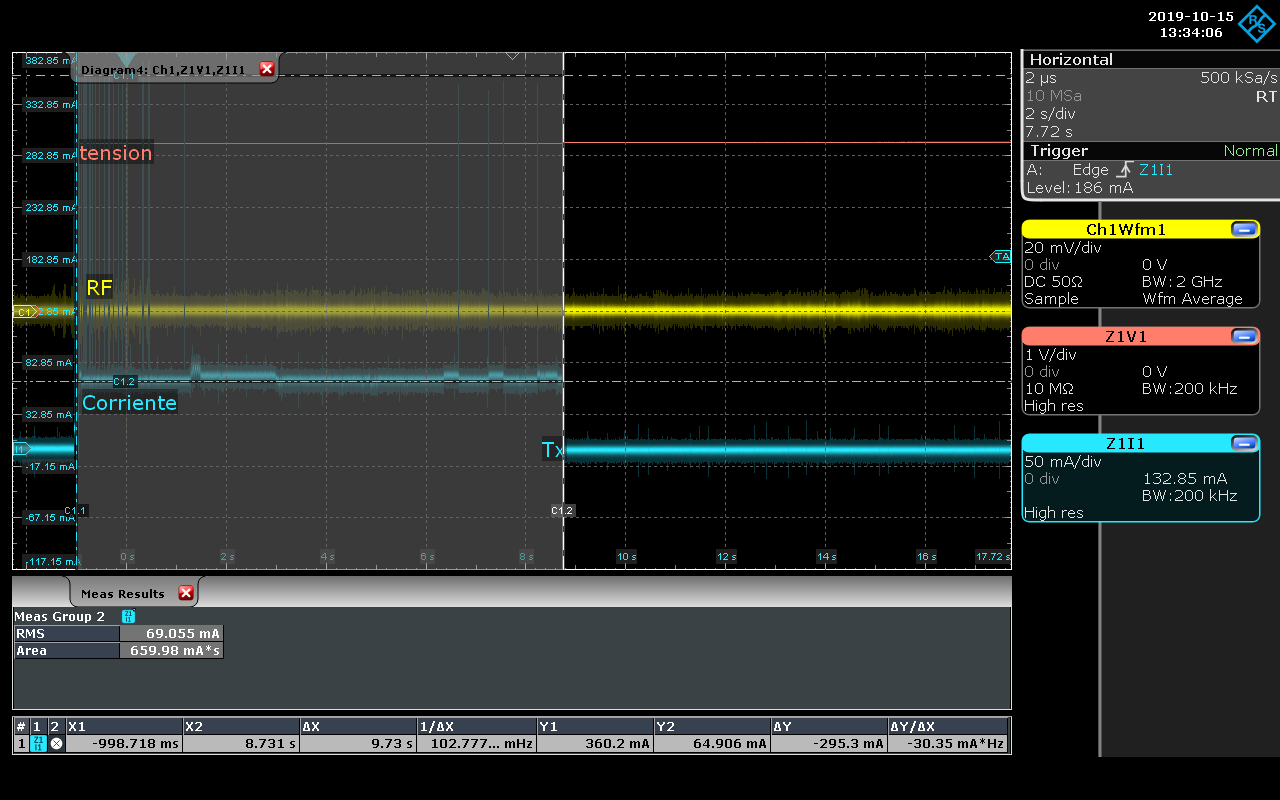 2019-10-15
13:34:06
Diagram4: Ch1,Z1V1,Z1I1
382.85 mA
332.85 mA
282.85 mA
232.85 mA
182.85 mA
82.85 mA
32.85 mA
-17.15 mA
-67.15 mA
-117.15 mA
tension
RF
C1
TA
C1.2
Corriente
I1
Tx
C1.1
C1.2
0 s
2 s
4 s
6 s
8 s
10 s
12 s
14 s
16 s
17.72 s
Horizontal
2 µs 500 kSa/s
10 MSa RT
2 s/div
7.72 s
Trigger Normal
A: Edge Z1I1
Level: 186 mA
Ch1Wfm1
20 mV/div
0 div 0 V
DC 50Ω BW: 2 GHz
Sample Wfm Average
Z1V1
1 V/div
0 div 0 V
10 MΩ BW:200 kHz
High res
Z1I1
50 mA/div
0 div 132.85 mA
BW:200 kHz
High res
Meas Results
Meas Group 2 Z1 I1
RMS 69.055 mA
Area 659.98 mA*s
# 1 2 X1 X2 ΔX 1/ΔX Y1 Y2 ΔY ΔY/ΔX
1 Z1 I1 -998.718 ms 8.731 s 9.73 s 102.777... mHz 360.2 mA 64.906 mA -295.3 mA -30.35 mA*Hz